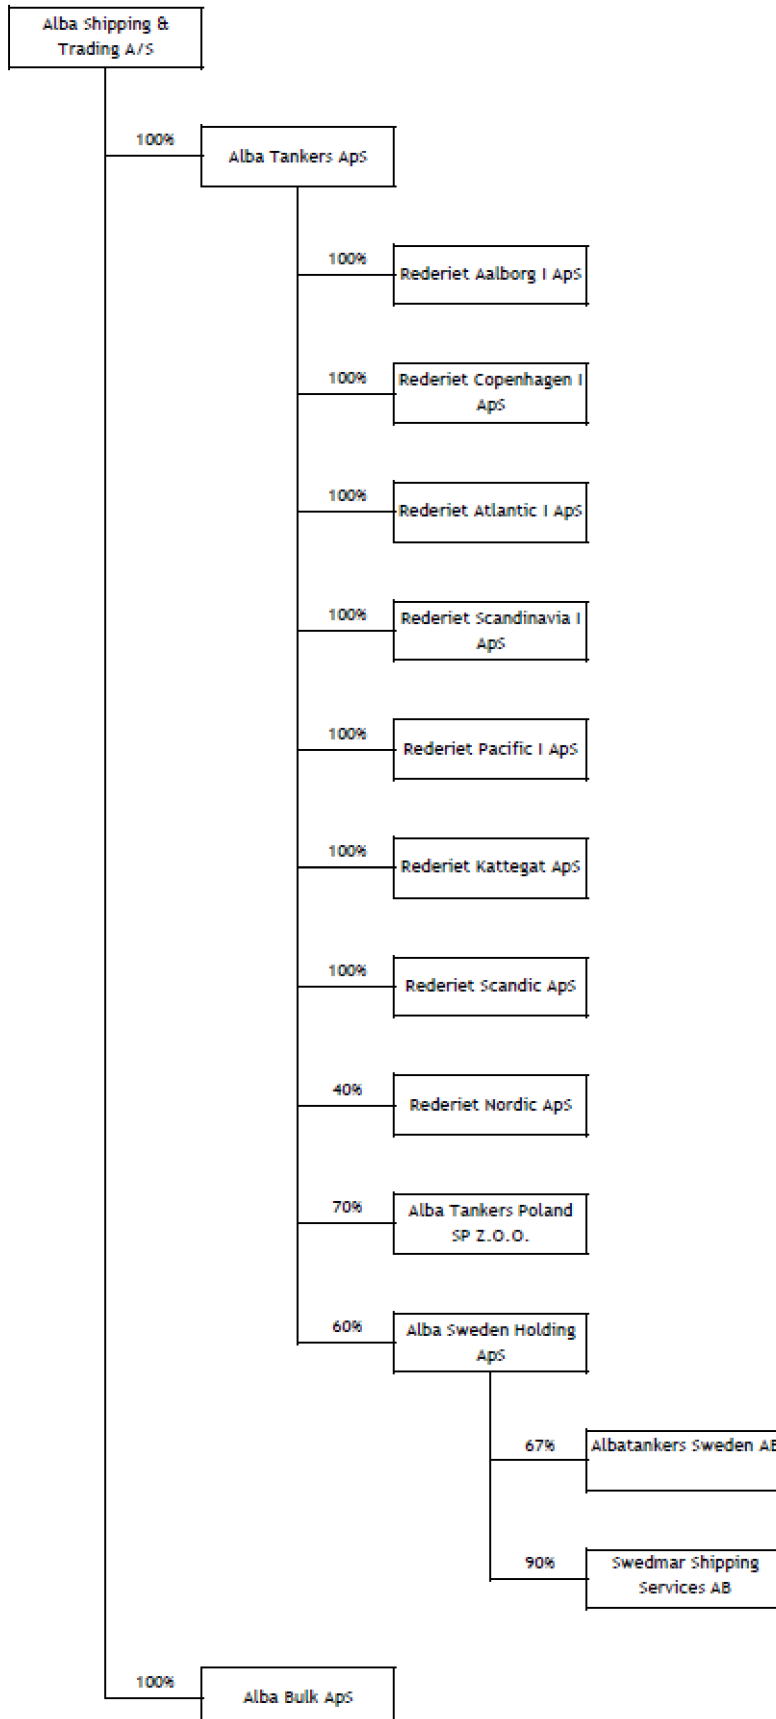 Alba Shipping &
Trading A/S
100%
Alba Tankers ApS
100%
Rederiet Aalborg I ApS
100%
Rederiet Copenhagen I
ApS
100%
Rederiet Atlantic I ApS
100%
Rederiet Scandinavia I
ApS
100%
Rederiet Pacific I ApS
100%
Rederiet Kattegat ApS
100%
Rederiet Scandic ApS
40%
Rederiet Nordic ApS
70%
Alba Tankers Poland
SP Z.O.O.
60%
Alba Sweden Holding
ApS
67%
Albatankers Sweden AB
90%
Swedmar Shipping
Services AB
100%
Alba Bulk ApS